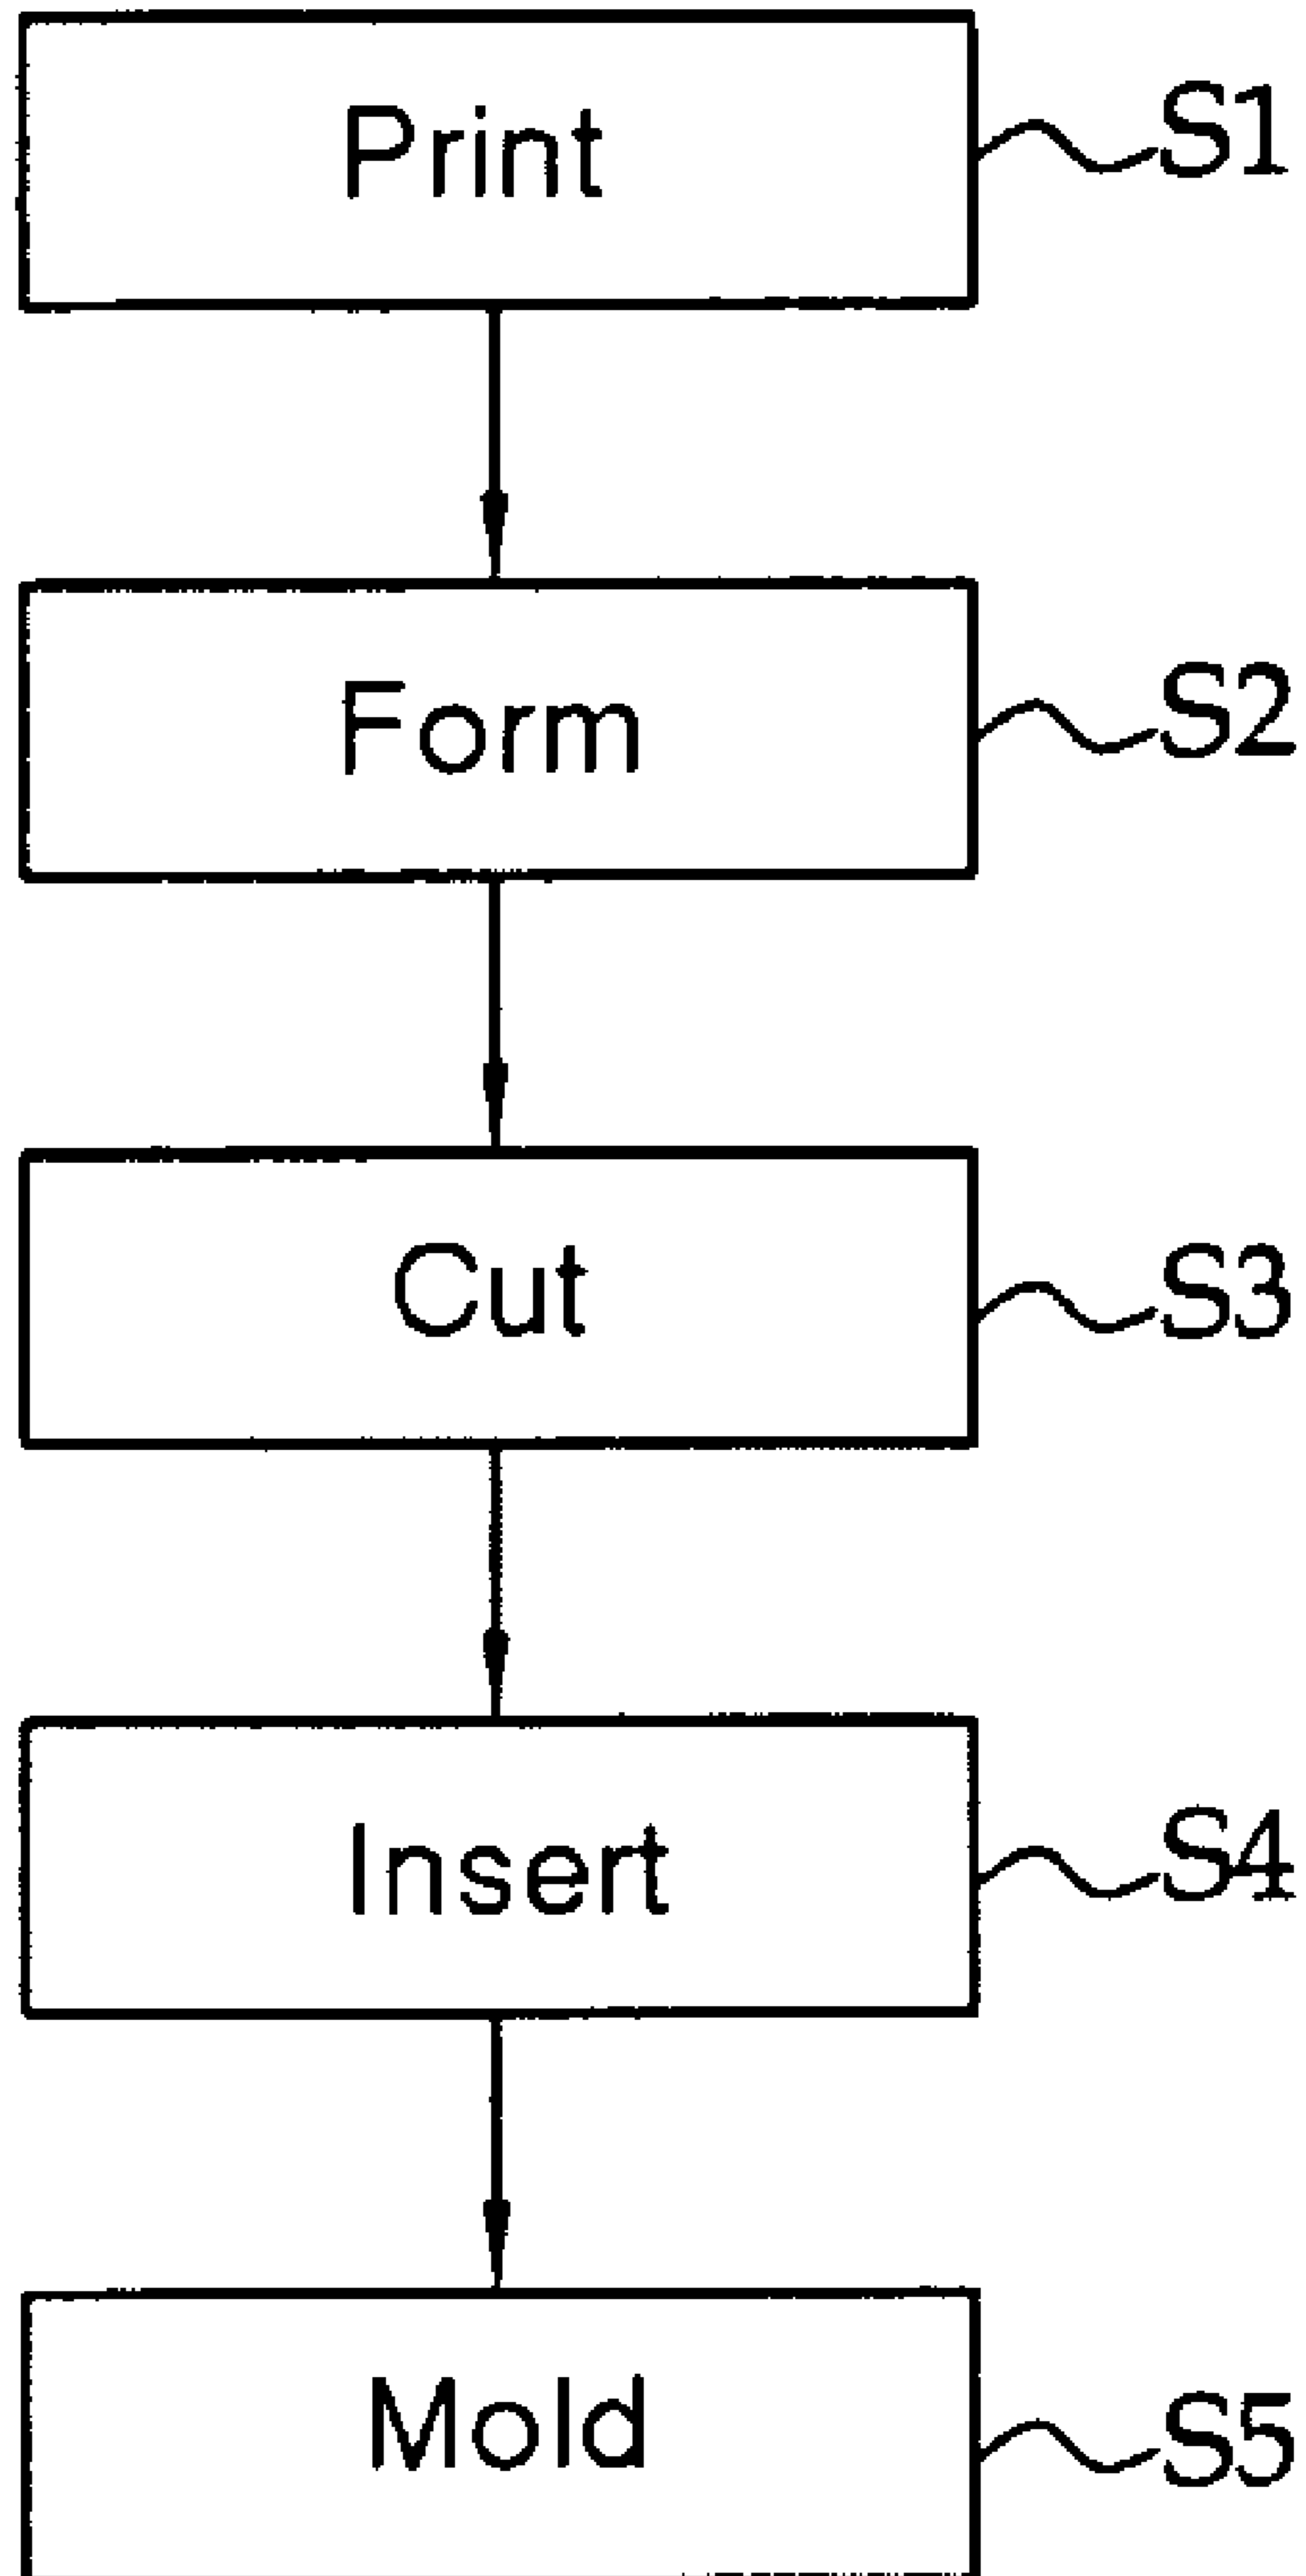 Print S1
Form S2
Cut S3
Insert S4
Mold S5